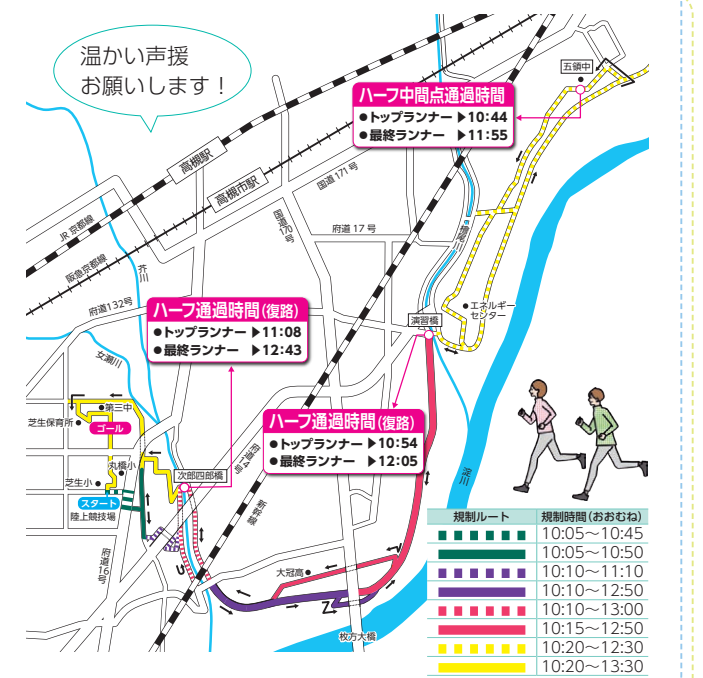 温かい声援
お願いします！
五領中
ハーフ中間点通過時間
●トップランナー ▶10:44
●最終ランナー ▶11:55
高槻駅
高槻市駅
国道171号
国道170号
府道17号
檜尾川
JR京都線
阪急京都線
芥川
府道132号
ハーフ通過時間(復路)
●トップランナー ▶11:08
●最終ランナー ▶12:43
演習橋
●エネルギーセンター
女瀬川
●第三中
芝生保育所●
ゴール
ハーフ通過時間(復路)
●トップランナー ▶10:54
●最終ランナー ▶12:05
丸橋小
芝生小●
次郎四郎橋
府道14号
新幹線
淀川
スタート
陸上競技場
府道16号
大冠高●
枚方大橋
規制ルート 規制時間(おおむね)
10:05〜10:45
10:05〜10:50
10:10〜11:10
10:10〜12:50
10:10〜13:00
10:15〜12:50
10:20〜12:30
10:20〜13:30